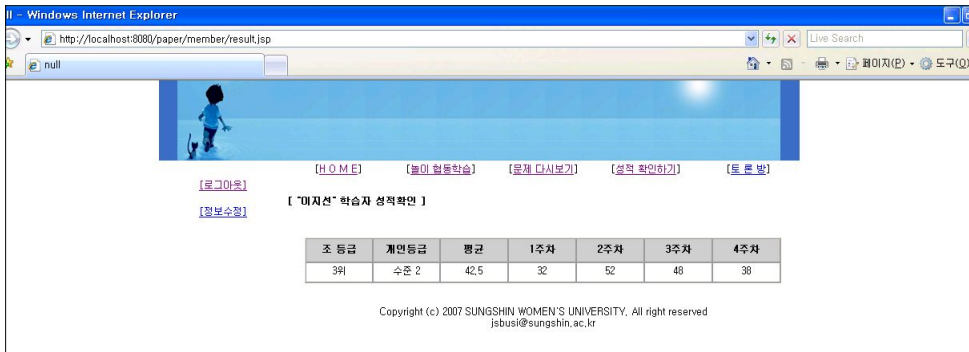 ll - Windows Internet Explorer
http://localhost:8080/paper/member/result.jsp
Live Search
null
페이지(P)
도구(O)
[H O M E] [놀이 협동학습] [문제 다시보기] [성적 확인하기] [토 론 방]
[로그아웃]
[정보수정]
[ "이지선" 학습자 성적확인 ]
조 등급 개인등급 평균 1주차 2주차 3주차 4주차
3위 수준 2 42,5 32 52 48 38
Copyright (c) 2007 SUNGSHIN WOMEN'S UNIVERSITY, All right reserved
jsbusi@sungshin,ac,kr